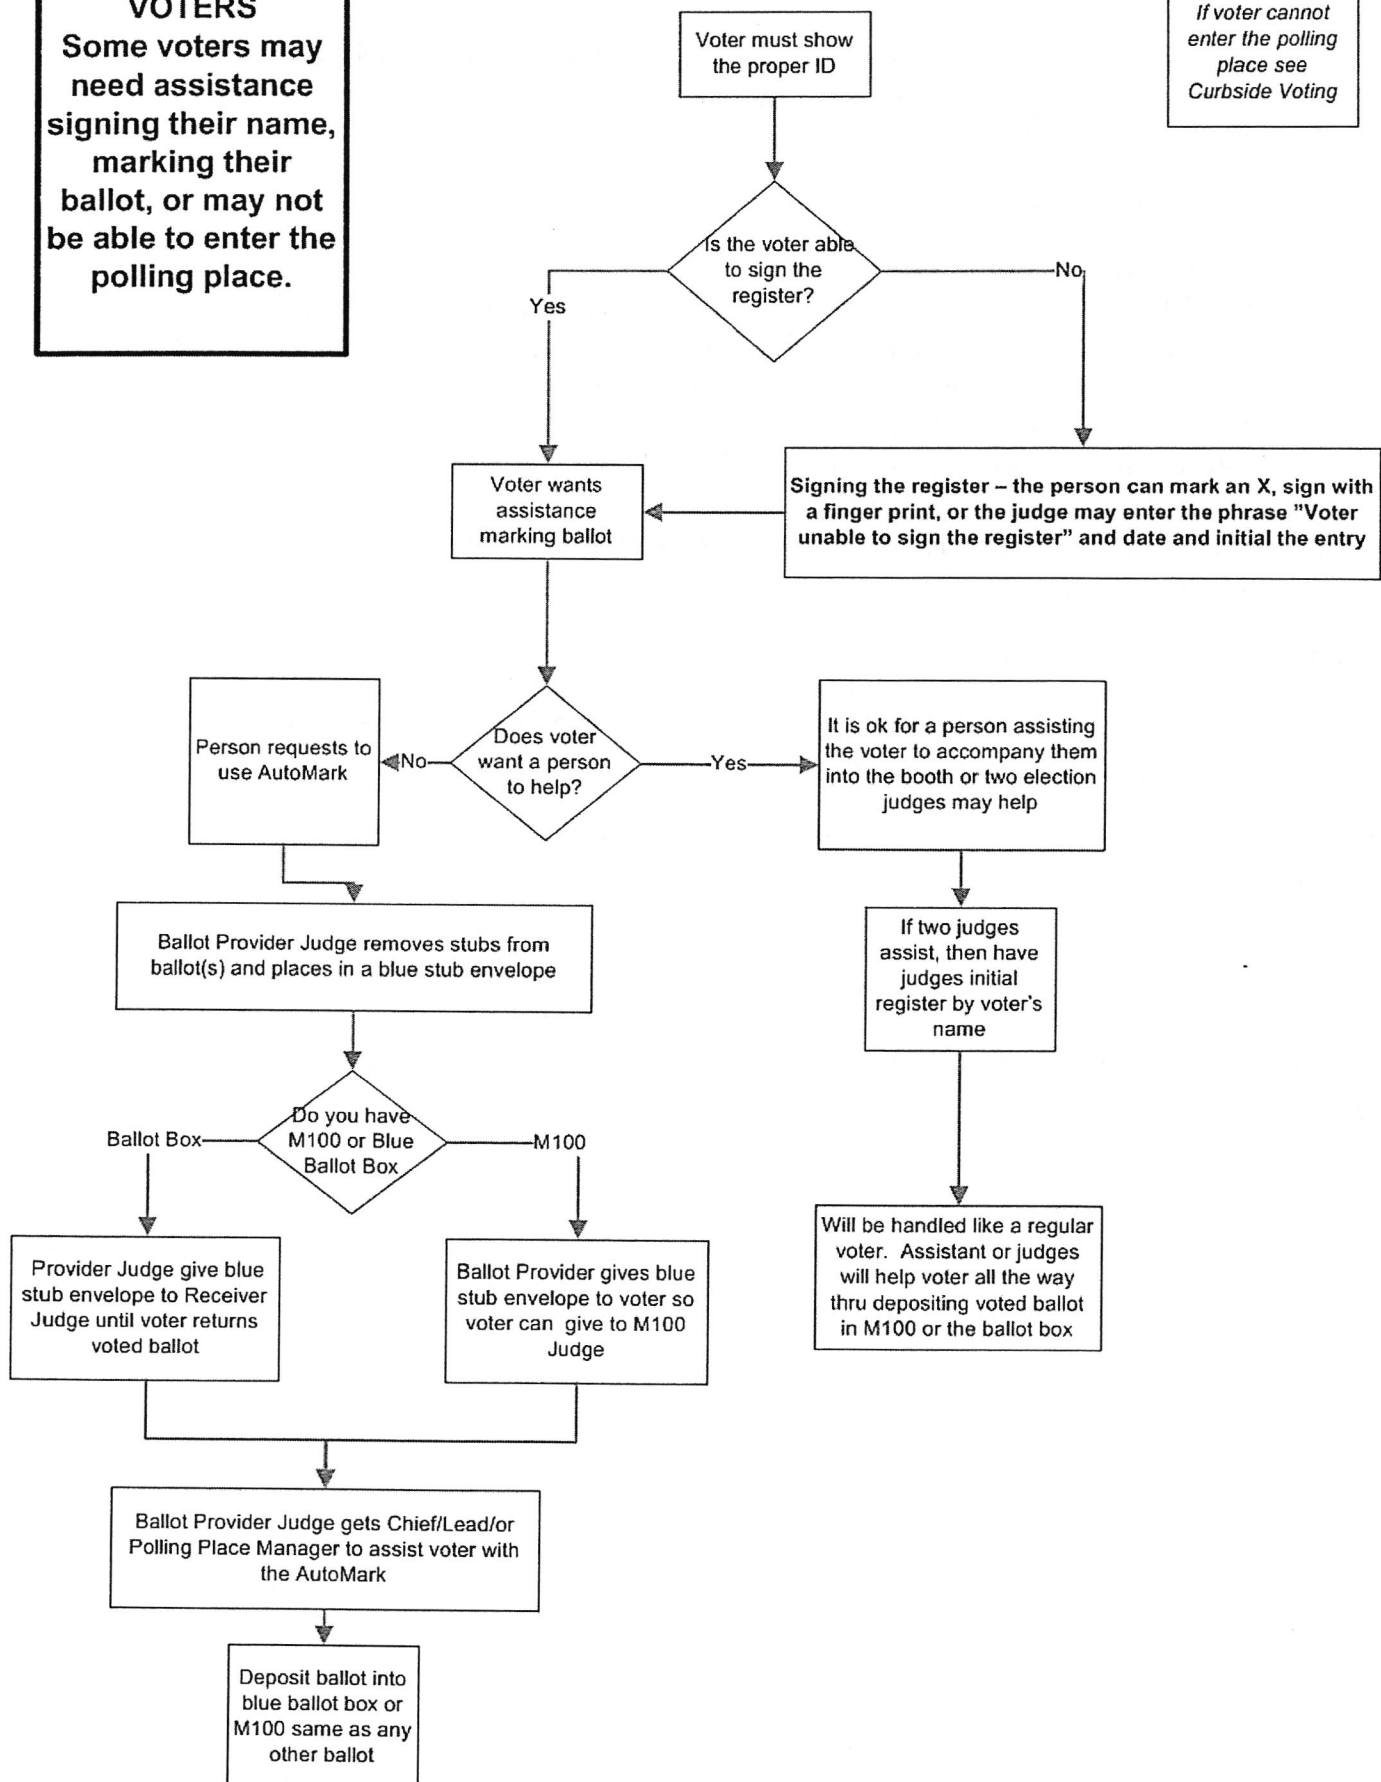 VOTERS
Some voters may
need assistance
signing their name,
marking their
ballot, or may not
be able to enter the
polling place.
Voter must show
the proper ID
If voter cannot
enter the polling
place see
Curbside Voting
Is the voter able
to sign the
register?
Yes
No
Voter wants
assistance
marking ballot
Signing the register – the person can mark an X, sign with
a finger print, or the judge may enter the phrase "Voter
unable to sign the register" and date and initial the entry
Person requests to
use AutoMark
No
Does voter
want a person
to help?
Yes
It is ok for a person assisting
the voter to accompany them
into the booth or two election
judges may help
Ballot Provider Judge removes stubs from
ballot(s) and places in a blue stub envelope
If two judges
assist, then have
judges initial
register by voter's
name
Ballot Box
Do you have
M100 or Blue
Ballot Box
M100
Provider Judge give blue
stub envelope to Receiver
Judge until voter returns
voted ballot
Ballot Provider gives blue
stub envelope to voter so
voter can give to M100
Judge
Will be handled like a regular
voter. Assistant or judges
will help voter all the way
thru depositing voted ballot
in M100 or the ballot box
Ballot Provider Judge gets Chief/Lead/or
Polling Place Manager to assist voter with
the AutoMark
Deposit ballot into
blue ballot box or
M100 same as any
other ballot